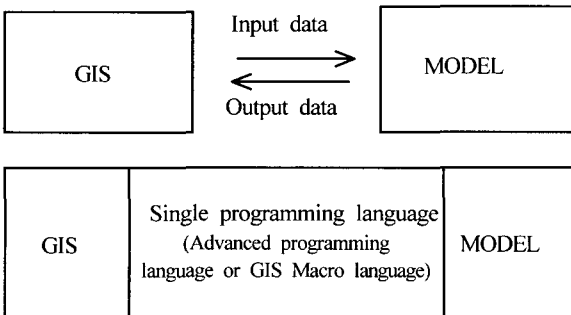 Input data
GIS
MODEL
Output data
GIS
Single programming language
(Advanced programming
language or GIS Macro language)
MODEL